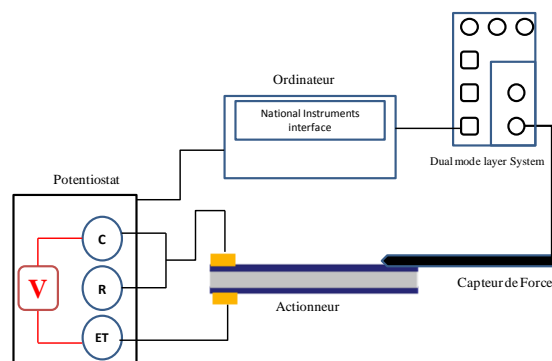 Ordinateur
National Instruments
interface
Dual mode layer System
Potentiostat
C
V
R
ET
Capteur de Force
Actionneur